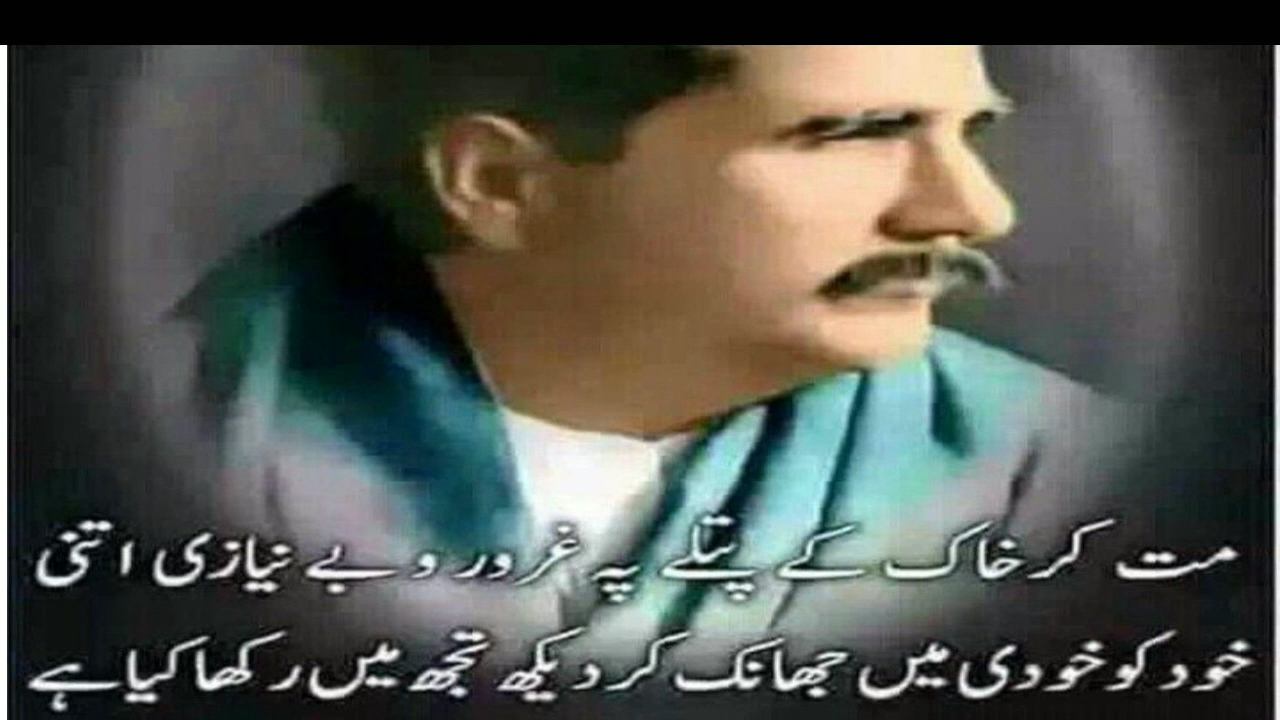 مت کر خاک کے پتلے پہ غرور و بے نیازی اتنی
خود کو خودی میں جھانک کر دیکھ تجھ میں رکھا کیا ہے